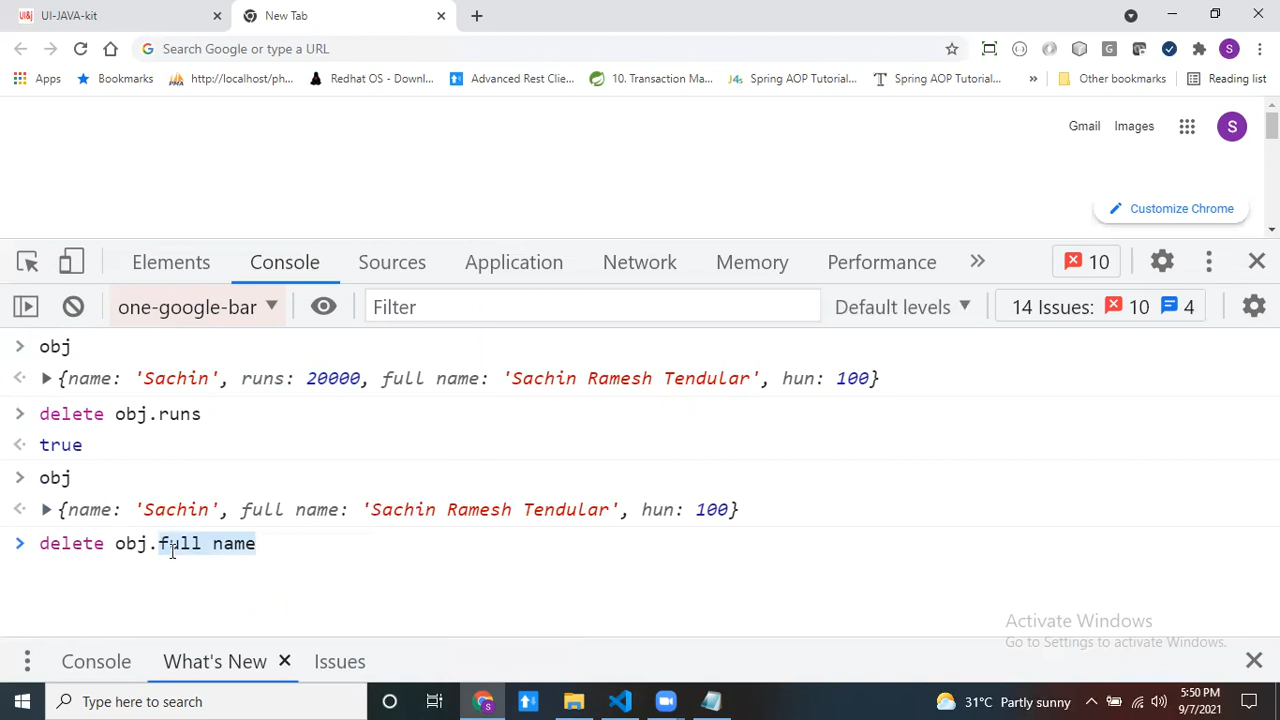 UI-JAVA-kit
New Tab
Search Google or type a URL
Apps
Bookmarks
http://localhost/ph...
Redhat OS - Downl...
Advanced Rest Clie...
10. Transaction Ma...
Spring AOP Tutorial...
Spring AOP Tutorial...
»
Other bookmarks
Reading list
Gmail
Images
S
Customize Chrome
Elements
Console
Sources
Application
Network
Memory
Performance
»
10
one-google-bar
Filter
Default levels
14 Issues: 10 4
obj
{name: 'Sachin', runs: 20000, full name: 'Sachin Ramesh Tendular', hun: 100}
delete obj.runs
true
obj
{name: 'Sachin', full name: 'Sachin Ramesh Tendular', hun: 100}
delete obj.full name
Activate Windows
Go to Settings to activate Windows.
Console
What's New
Issues
Type here to search
31°C Partly sunny
5:50 PM
9/7/2021